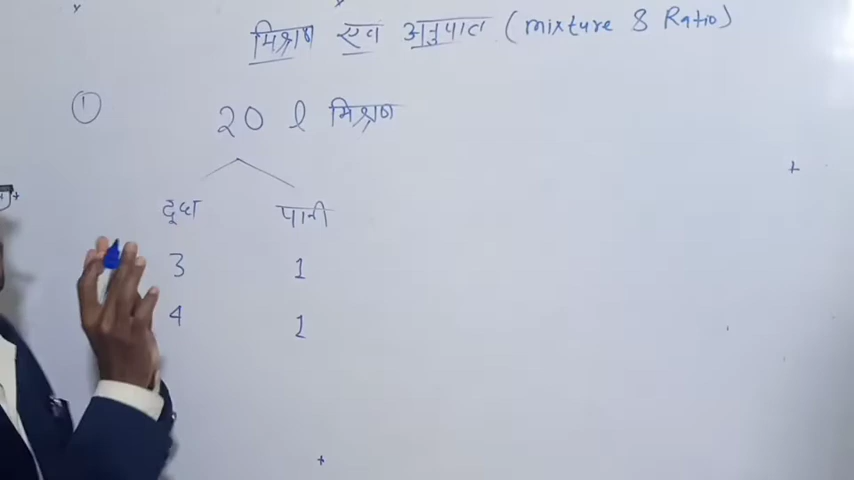 मिश्रण एव अनुपात (mixture & Ratio)
① 20 l मिश्रण
दूध पानी
3 1
4 1